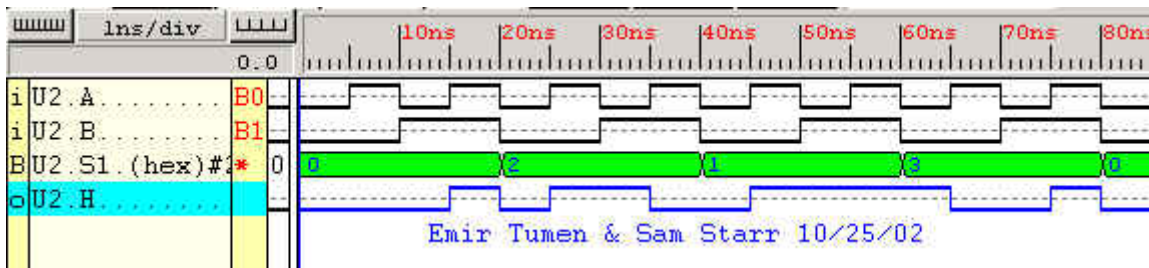 1ns/div
10ns 20ns 30ns 40ns 50ns 60ns 70ns 80ns
0.0
i U2.A........ B0
i U2.B........ B1
B U2.S1.(hex)#2 * 0 0 2 1 3 0
o U2.H........
Emir Tumen & Sam Starr 10/25/02